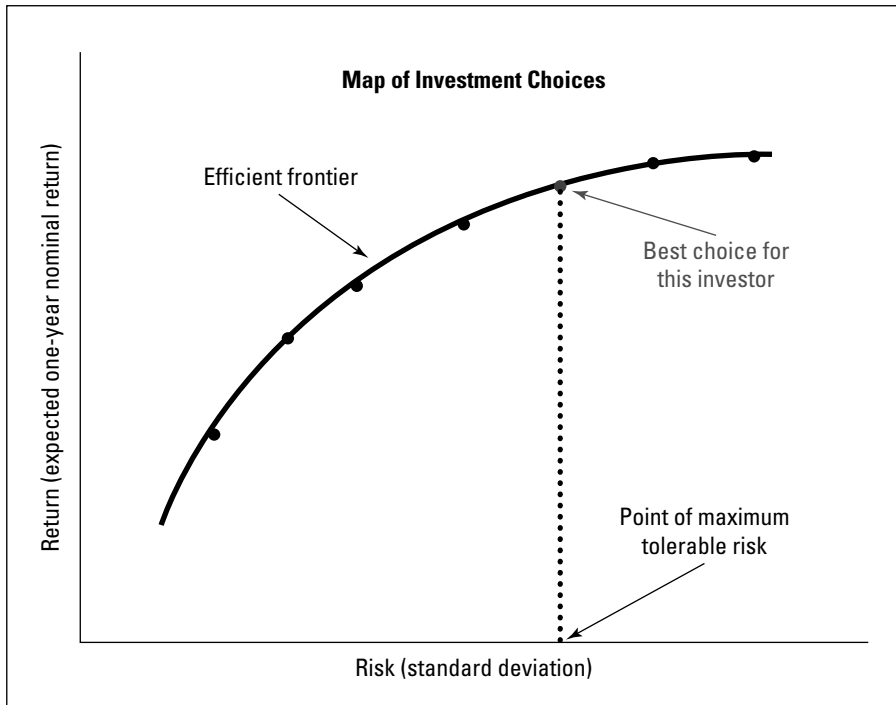 Map of Investment Choices
Return (expected one-year nominal return)
Efficient frontier
Best choice for
this investor
Point of maximum
tolerable risk
Risk (standard deviation)